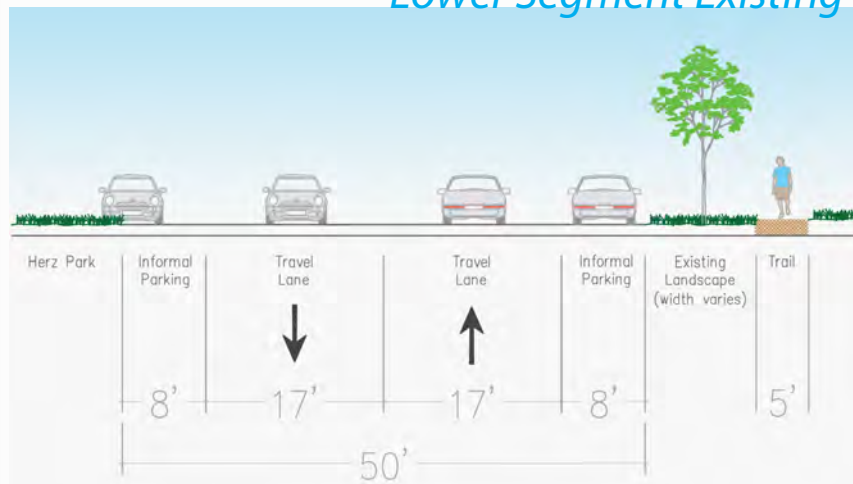 Lower Segment Existing
Herz Park
Informal
Parking
Travel
Lane
Travel
Lane
Informal
Parking
Existing
Landscape
(width varies)
Trail
8'
17'
17'
8'
5'
50'